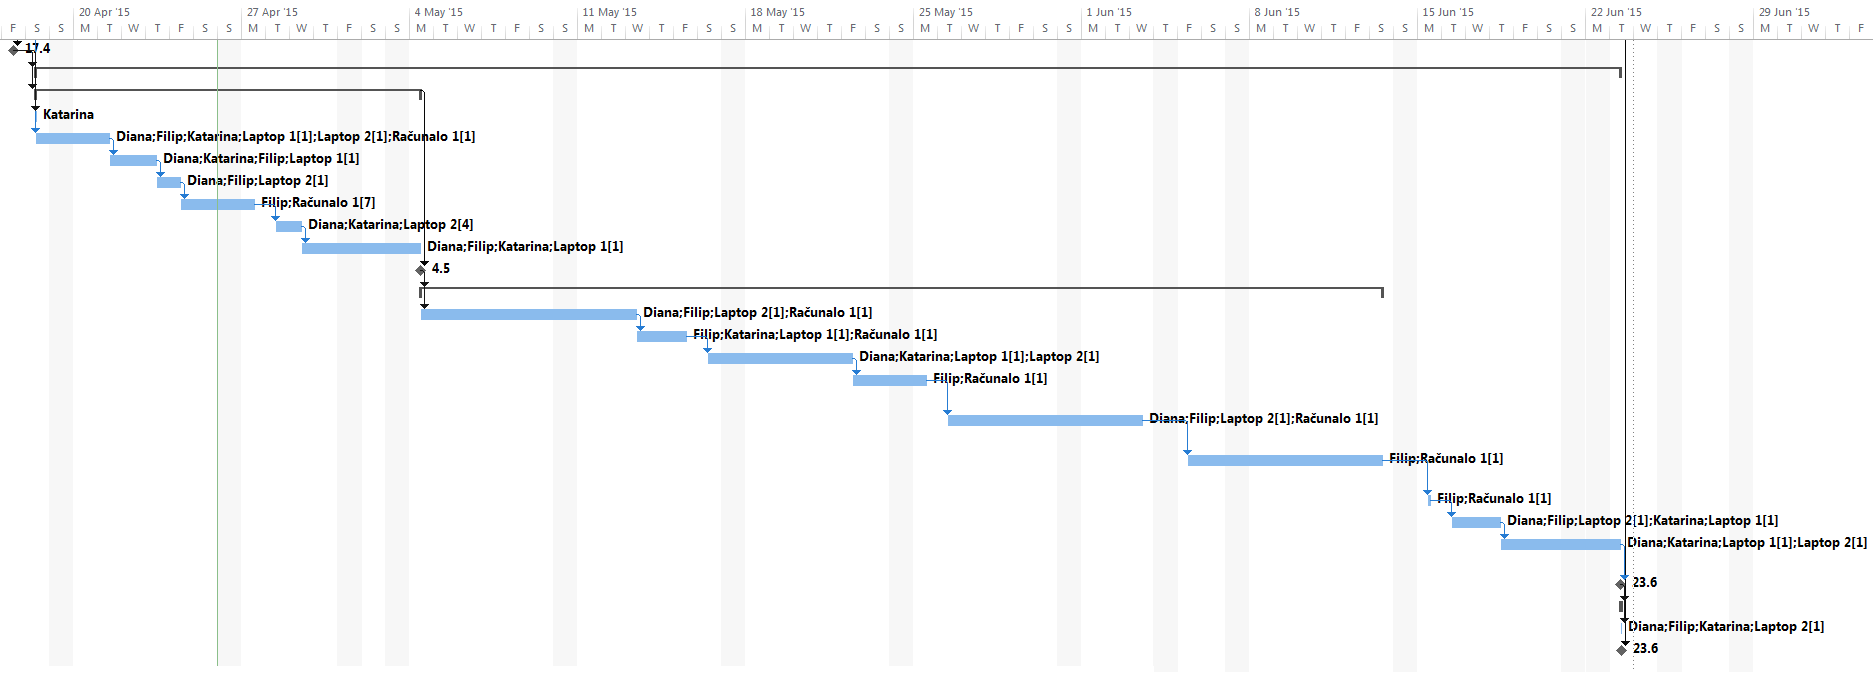 20 Apr '15 27 Apr '15 4 May '15 11 May '15 18 May '15 25 May '15 1 Jun '15 8 Jun '15 15 Jun '15 22 Jun '15 29 Jun '15
F S S M T W T F S S M T W T F S S M T W T F S S M T W T F S S M T W T F S S M T W T F S S M T W T F S S M T W T F S S M T W T F S S M T W T F S S M T W T F
17.4
Katarina
Diana;Filip;Katarina;Laptop 1[1];Laptop 2[1];Računalo 1[1]
Diana;Katarina;Filip;Laptop 1[1]
Diana;Filip;Laptop 2[1]
Filip;Računalo 1[7]
Diana;Katarina;Laptop 2[4]
Diana;Filip;Katarina;Laptop 1[1]
4.5
Diana;Filip;Laptop 2[1];Računalo 1[1]
Filip;Katarina;Laptop 1[1];Računalo 1[1]
Diana;Katarina;Laptop 1[1];Laptop 2[1]
Filip;Računalo 1[1]
Diana;Filip;Laptop 2[1];Računalo 1[1]
Filip;Računalo 1[1]
Filip;Računalo 1[1]
Diana;Filip;Laptop 2[1];Katarina;Laptop 1[1]
Diana;Katarina;Laptop 1[1];Laptop 2[1]
23.6
Diana;Filip;Katarina;Laptop 2[1]
23.6